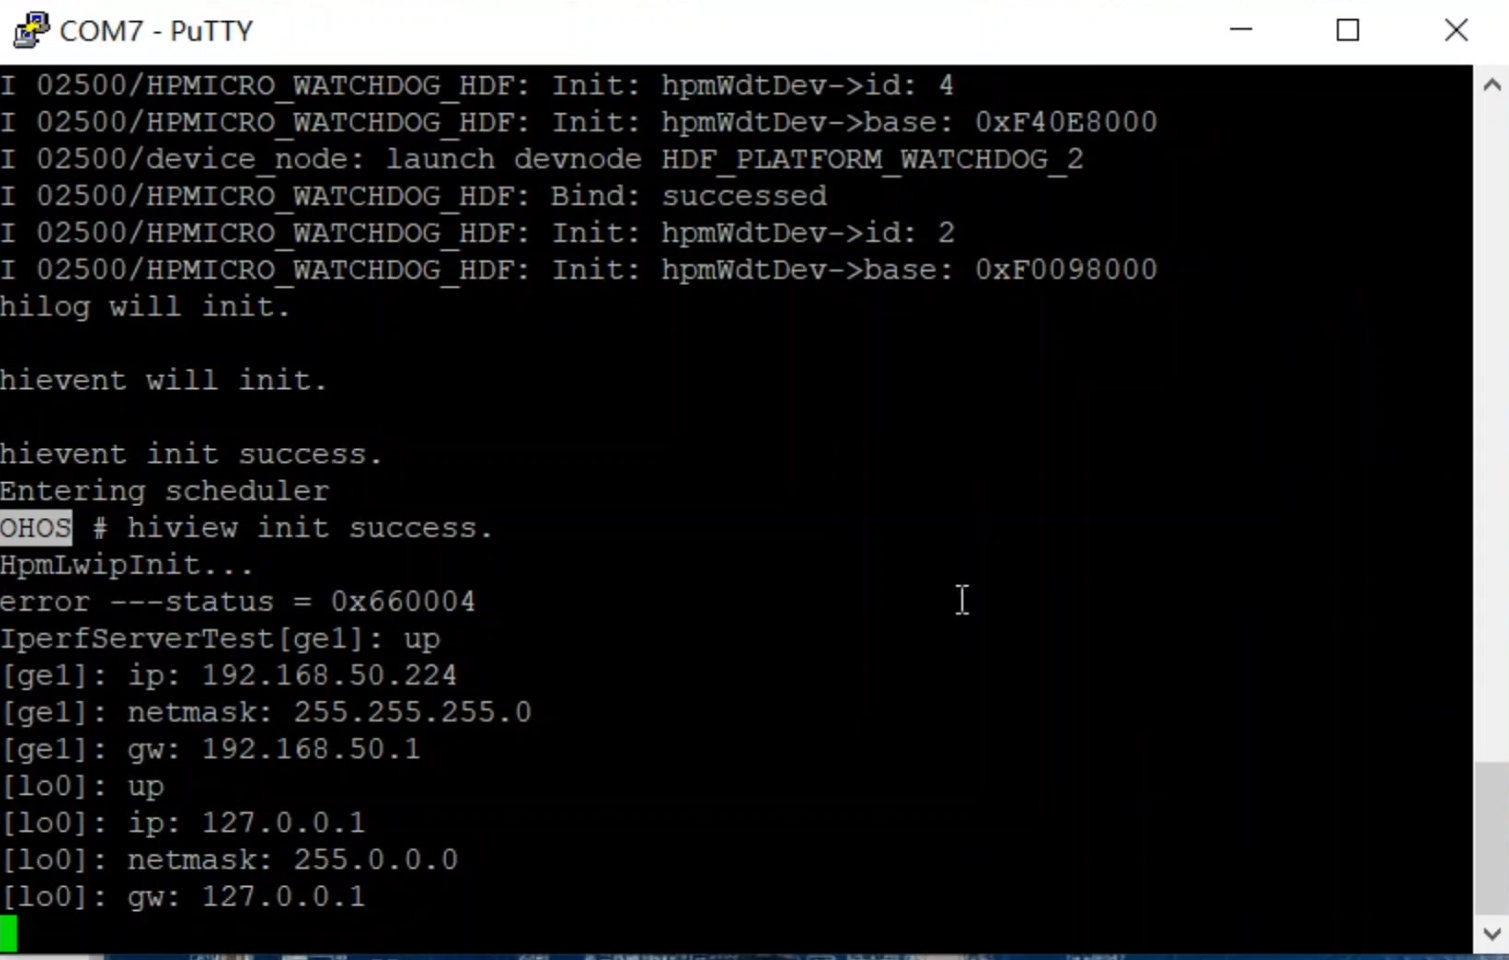 COM7 - PuTTY
I 02500/HPMICRO_WATCHDOG_HDF: Init: hpmWdtDev->id: 4
I 02500/HPMICRO_WATCHDOG_HDF: Init: hpmWdtDev->base: 0xF40E8000
I 02500/device_node: launch devnode HDF_PLATFORM_WATCHDOG_2
I 02500/HPMICRO_WATCHDOG_HDF: Bind: successed
I 02500/HPMICRO_WATCHDOG_HDF: Init: hpmWdtDev->id: 2
I 02500/HPMICRO_WATCHDOG_HDF: Init: hpmWdtDev->base: 0xF0098000
hilog will init.
hievent will init.
hievent init success.
Entering scheduler
OHOS # hiview init success.
HpmLwipInit...
error ---status = 0x660004
IperfServerTest[ge1]: up
[ge1]: ip: 192.168.50.224
[ge1]: netmask: 255.255.255.0
[ge1]: gw: 192.168.50.1
[lo0]: up
[lo0]: ip: 127.0.0.1
[lo0]: netmask: 255.0.0.0
[lo0]: gw: 127.0.0.1